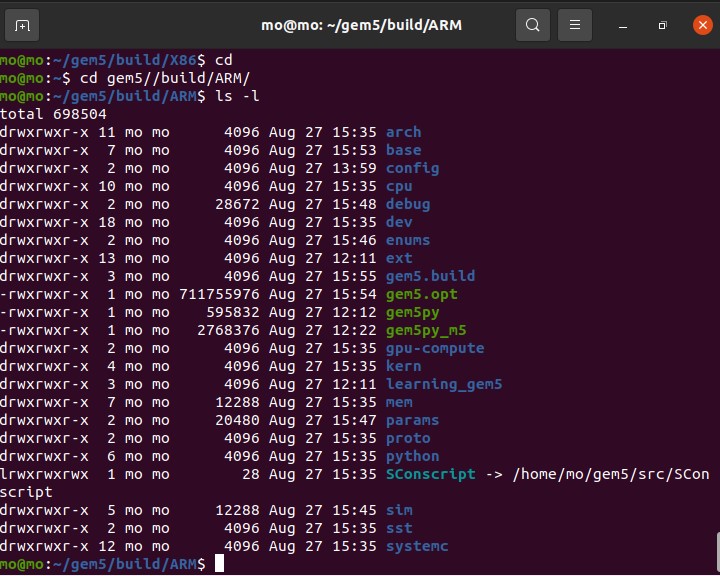 mo@mo: ~/gem5/build/ARM
mo@mo:~/gem5/build/X86$ cd
mo@mo:~$ cd gem5//build/ARM/
mo@mo:~/gem5/build/ARM$ ls -l
total 698504
drwxrwxr-x 11 mo mo      4096 Aug 27 15:35 arch
drwxrwxr-x  7 mo mo      4096 Aug 27 15:53 base
drwxrwxr-x  2 mo mo      4096 Aug 27 13:59 config
drwxrwxr-x 10 mo mo      4096 Aug 27 15:35 cpu
drwxrwxr-x  2 mo mo     28672 Aug 27 15:48 debug
drwxrwxr-x 18 mo mo      4096 Aug 27 15:35 dev
drwxrwxr-x  2 mo mo      4096 Aug 27 15:46 enums
drwxrwxr-x 13 mo mo      4096 Aug 27 12:11 ext
drwxrwxr-x  3 mo mo      4096 Aug 27 15:55 gem5.build
-rwxrwxr-x  1 mo mo 711755976 Aug 27 15:54 gem5.opt
-rwxrwxr-x  1 mo mo    595832 Aug 27 12:12 gem5py
-rwxrwxr-x  1 mo mo   2768376 Aug 27 12:22 gem5py_m5
drwxrwxr-x  2 mo mo      4096 Aug 27 15:35 gpu-compute
drwxrwxr-x  4 mo mo      4096 Aug 27 15:35 kern
drwxrwxr-x  3 mo mo      4096 Aug 27 12:11 learning_gem5
drwxrwxr-x  7 mo mo     12288 Aug 27 15:35 mem
drwxrwxr-x  2 mo mo     20480 Aug 27 15:47 params
drwxrwxr-x  2 mo mo      4096 Aug 27 15:35 proto
drwxrwxr-x  6 mo mo      4096 Aug 27 15:35 python
lrwxrwxrwx  1 mo mo        28 Aug 27 15:35 SConscript -> /home/mo/gem5/src/SCon
script
drwxrwxr-x  5 mo mo     12288 Aug 27 15:45 sim
drwxrwxr-x  2 mo mo      4096 Aug 27 15:35 sst
drwxrwxr-x 12 mo mo      4096 Aug 27 15:35 systemc
mo@mo:~/gem5/build/ARM$